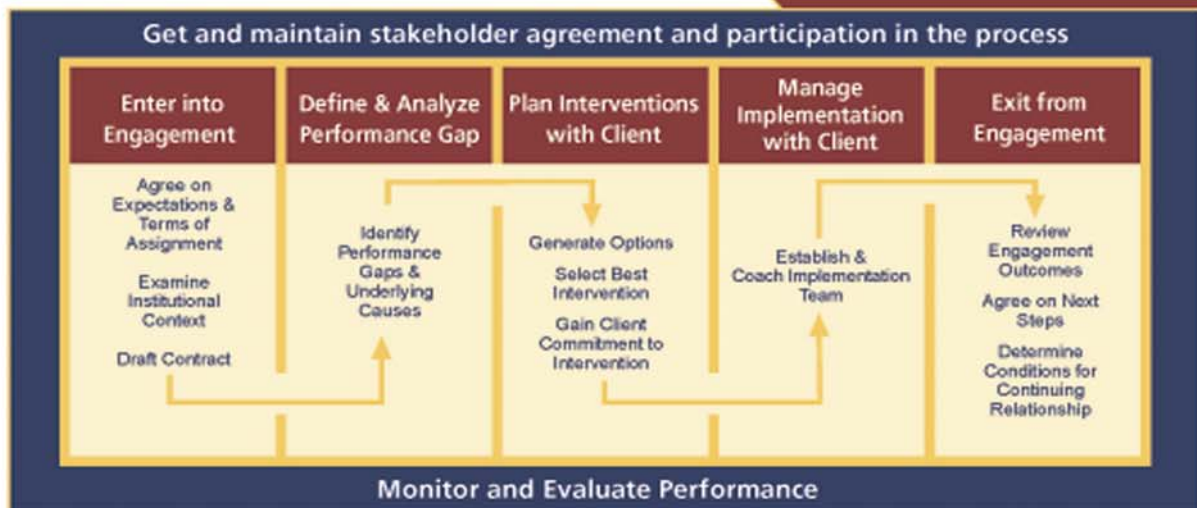 Get and maintain stakeholder agreement and participation in the process
Enter into
Engagement
Define & Analyze
Performance Gap
Plan Interventions
with Client
Manage
Implementation
with Client
Exit from
Engagement
Agree on
Expectations &
Terms of
Assignment
Examine
Institutional
Context
Draft Contract
Identify
Performance
Gaps &
Underlying
Causes
Generate Options
Select Best
Intervention
Gain Client
Commitment to
Intervention
Establish &
Coach Implementation
Team
Review
Engagement
Outcomes
Agree on Next
Steps
Determine
Conditions for
Continuing
Relationship
Monitor and Evaluate Performance